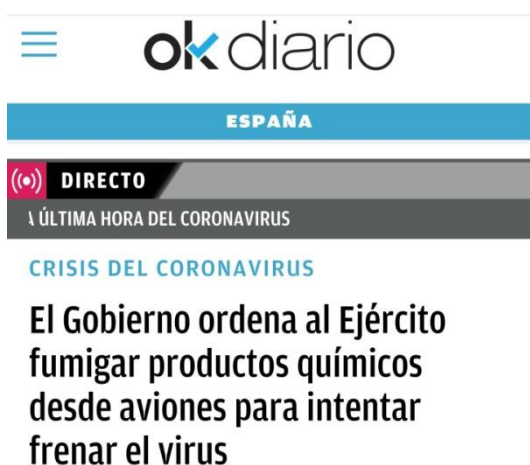 okdiario
ESPAÑA
DIRECTO
A ÚLTIMA HORA DEL CORONAVIRUS
CRISIS DEL CORONAVIRUS
El Gobierno ordena al Ejército
fumigar productos químicos
desde aviones para intentar
frenar el virus